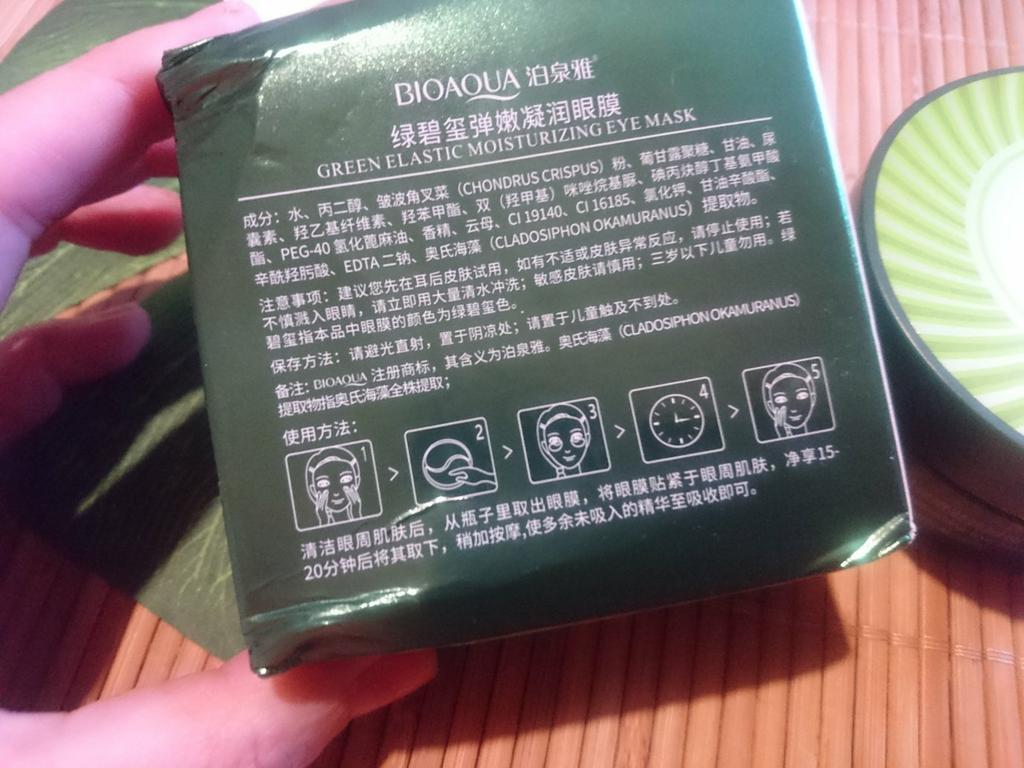 BIOAQUA 泊泉雅®
绿碧玺弹嫩凝润眼膜
GREEN ELASTIC MOISTURIZING EYE MASK
成分：水、丙二醇、皱波角叉菜（CHONDRUS CRISPUS）粉、葡甘露聚糖、甘油、尿
囊素、羟乙基纤维素、羟苯甲酯、双（羟甲基）咪唑烷基脲、碘丙炔醇丁基氨甲酸
酯、PEG-40 氢化蓖麻油、香精、云母、CI 19140、CI 16185、氯化钾、甘油辛酸酯、
辛酰羟肟酸、EDTA 二钠、奥氏海藻（CLADOSIPHON OKAMURANUS）提取物。
注意事项：建议您先在耳后皮肤试用，如有不适或皮肤异常反应，请停止使用；若
不慎溅入眼睛，请立即用大量清水冲洗；敏感皮肤请慎用；三岁以下儿童勿用。绿
碧玺指本品中眼膜的颜色为绿碧玺色。
保存方法：请避光直射，置于阴凉处；请置于儿童触及不到处。
备注：BIOAQUA 注册商标，其含义为泊泉雅。奥氏海藻（CLADOSIPHON OKAMURANUS）
提取物指奥氏海藻全株提取；
使用方法：
1 > 2 > 3 > 4 > 5
清洁眼周肌肤后，从瓶子里取出眼膜，将眼膜贴紧于眼周肌肤，净享15-
20分钟后将其取下，稍加按摩,使多余未吸入的精华至吸收即可。